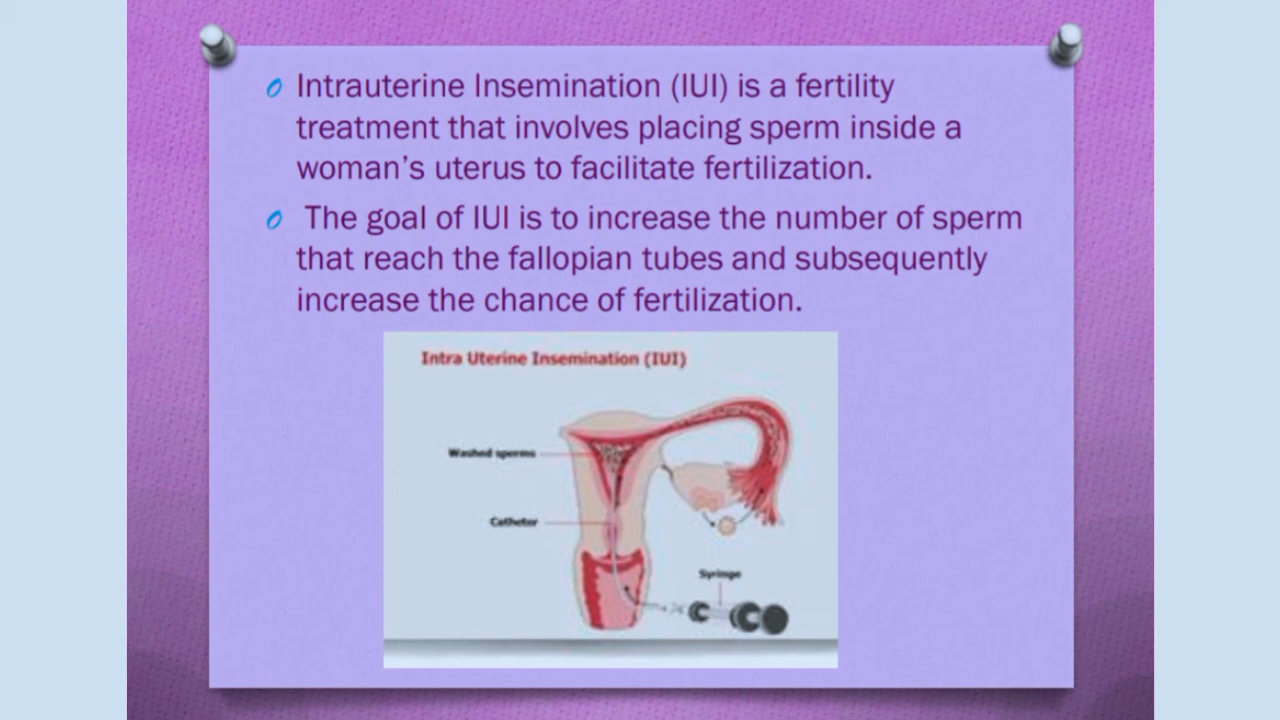 Intrauterine Insemination (IUI) is a fertility
treatment that involves placing sperm inside a
woman’s uterus to facilitate fertilization.
The goal of IUI is to increase the number of sperm
that reach the fallopian tubes and subsequently
increase the chance of fertilization.
Intra Uterine Insemination (IUI)
Washed sperms
Catheter
Syringe